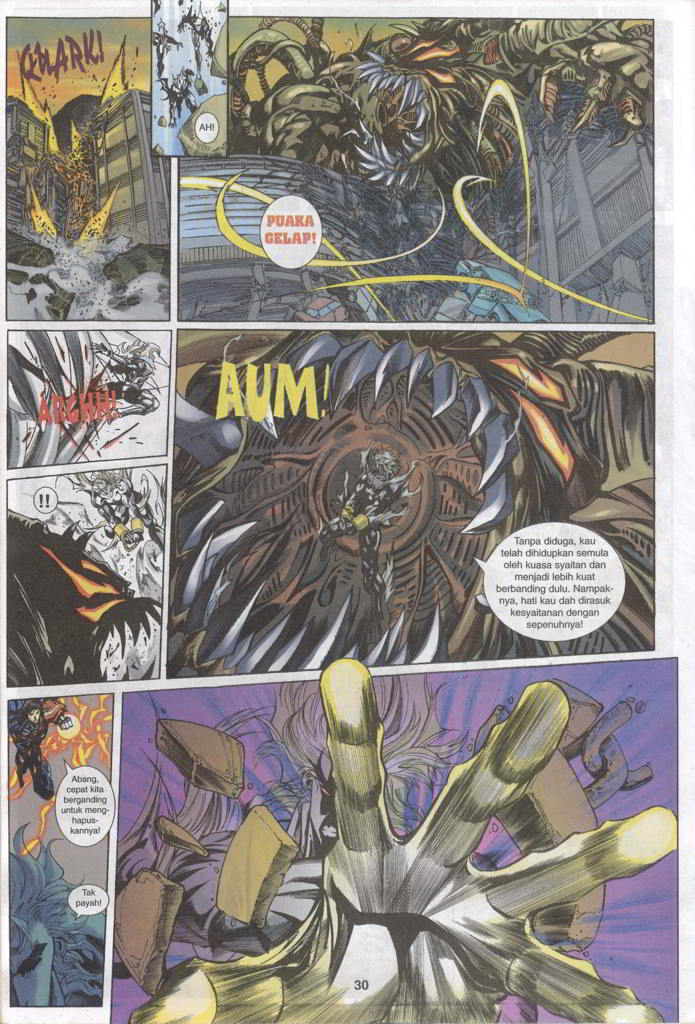 QUARK!
AH!
PUAKA
GELAP!
ARGHH!
AUM!
!!
Tanpa diduga, kau
telah dihidupkan semula
oleh kuasa syaitan dan
menjadi lebih kuat
berbanding dulu. Nampak-
nya, hati kau dah dirasuk
kesyaitanan dengan
sepenuhnya!
Abang,
cepat kita
berganding
untuk meng-
hapus-
kannya!
Tak
payah!
30